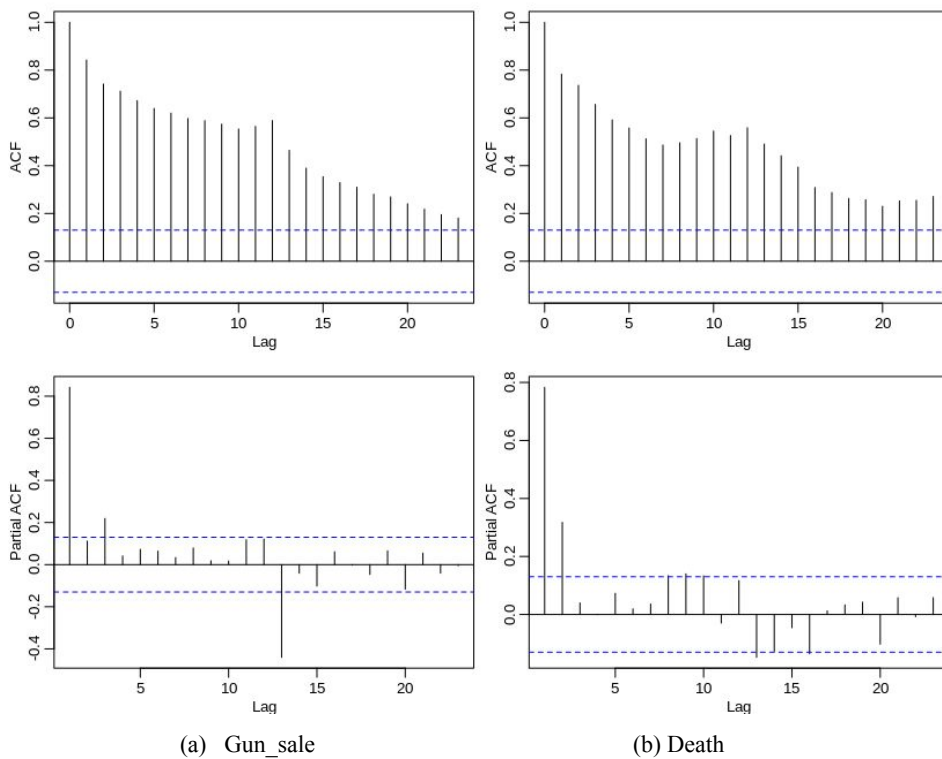 ACF
0.0 0.2 0.4 0.6 0.8 1.0
0 5 10 15 20
Lag
ACF
0.0 0.2 0.4 0.6 0.8 1.0
0 5 10 15 20
Lag
Partial ACF
-0.4 -0.2 0.0 0.2 0.4 0.6 0.8
5 10 15 20
Lag
Partial ACF
0.0 0.2 0.4 0.6 0.8
5 10 15 20
Lag
(a) Gun_sale
(b) Death